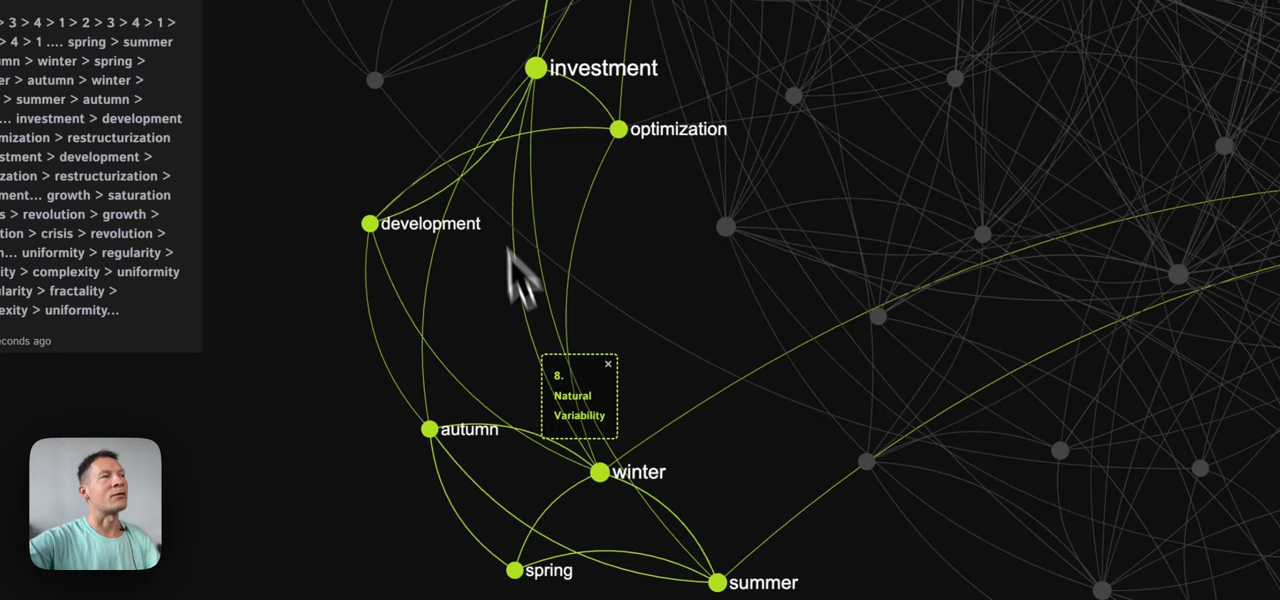 > 3 > 4 > 1 > 2 > 3 > 4 > 1 >
> 4 > 1 .... spring > summer
mn > winter > spring >
er > autumn > winter >
> summer > autumn >
... investment > development
mization > restructurization
stment > development >
zation > restructurization >
ment... growth > saturation
s > revolution > growth >
tion > crisis > revolution >
n... uniformity > regularity >
ity > complexity > uniformity
ularity > fractality >
exity > uniformity...
econds ago
investment
optimization
development
8.
×
Natural
Variability
autumn
winter
spring
summer